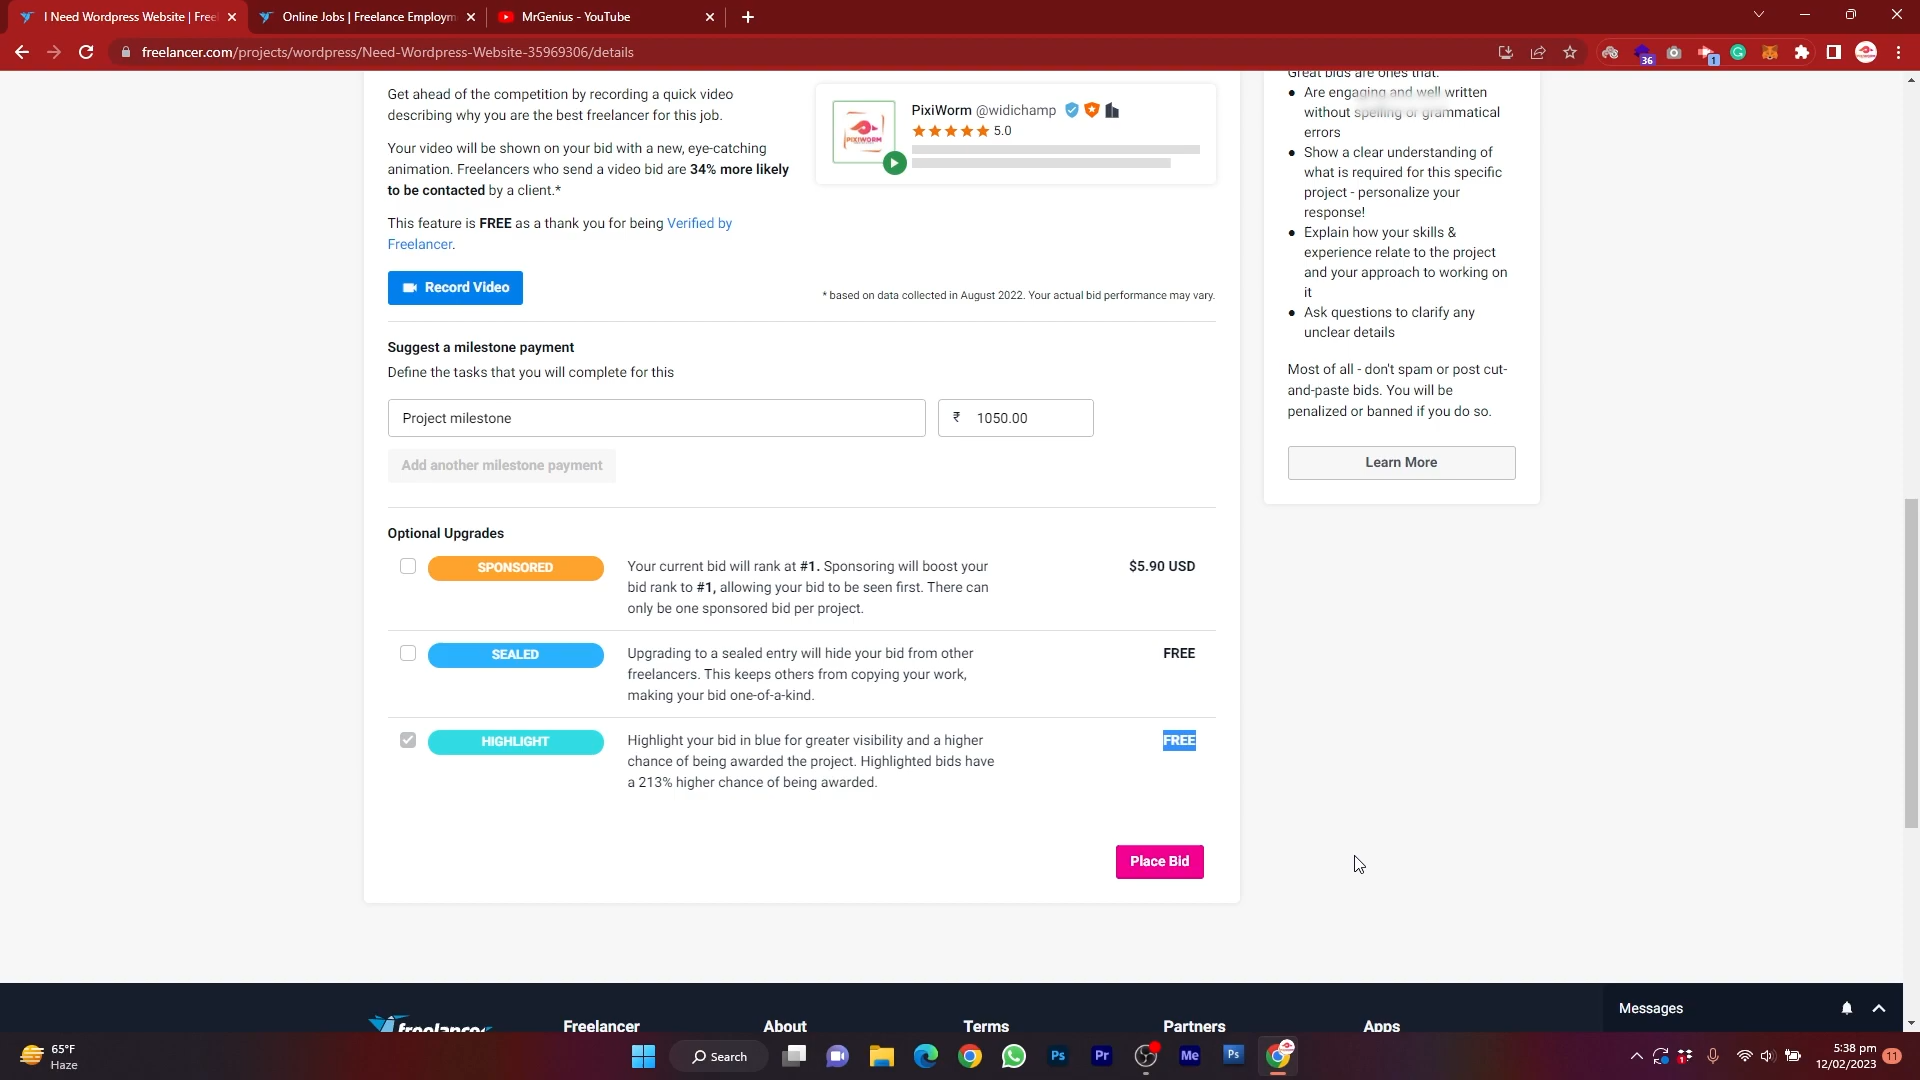 I Need Wordpress Website | Free
Online Jobs | Freelance Employm
MrGenius - YouTube
freelancer.com/projects/wordpress/Need-Wordpress-Website-35969306/details
36
1
Get ahead of the competition by recording a quick video
describing why you are the best freelancer for this job.
Your video will be shown on your bid with a new, eye-catching
animation. Freelancers who send a video bid are 34% more likely
to be contacted by a client.*
This feature is FREE as a thank you for being Verified by
Freelancer.
Record Video
PixiWorm @widichamp
PIXIWORM
5.0
* based on data collected in August 2022. Your actual bid performance may vary.
Suggest a milestone payment
Define the tasks that you will complete for this
Project milestone
₹ 1050.00
Add another milestone payment
Optional Upgrades
SPONSORED
Your current bid will rank at #1. Sponsoring will boost your
bid rank to #1, allowing your bid to be seen first. There can
only be one sponsored bid per project.
$5.90 USD
SEALED
Upgrading to a sealed entry will hide your bid from other
freelancers. This keeps others from copying your work,
making your bid one-of-a-kind.
FREE
HIGHLIGHT
Highlight your bid in blue for greater visibility and a higher
chance of being awarded the project. Highlighted bids have
a 213% higher chance of being awarded.
FREE
Place Bid
Great bids are ones that:
• Are engaging and well written
without spelling or grammatical
errors
• Show a clear understanding of
what is required for this specific
project - personalize your
response!
• Explain how your skills &
experience relate to the project
and your approach to working on
it
• Ask questions to clarify any
unclear details
Most of all - don't spam or post cut-
and-paste bids. You will be
penalized or banned if you do so.
Learn More
freelancer
Freelancer
About
Terms
Partners
Apps
Messages
65°F
Haze
Search
Ps
Pr
Me
Ps
1
5:38 pm
12/02/2023
11